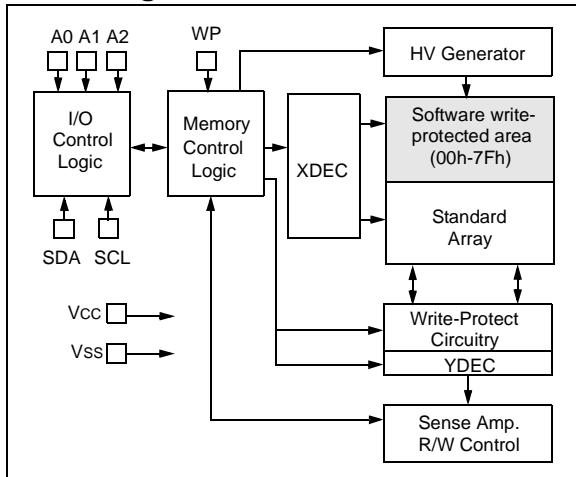 A0 A1 A2
WP
HV Generator
I/O
Control
Logic
Memory
Control
Logic
XDEC
Software write-
protected area
(00h-7Fh)
Standard
Array
SDA SCL
VCC
VSS
Write-Protect
Circuitry
YDEC
Sense Amp.
R/W Control